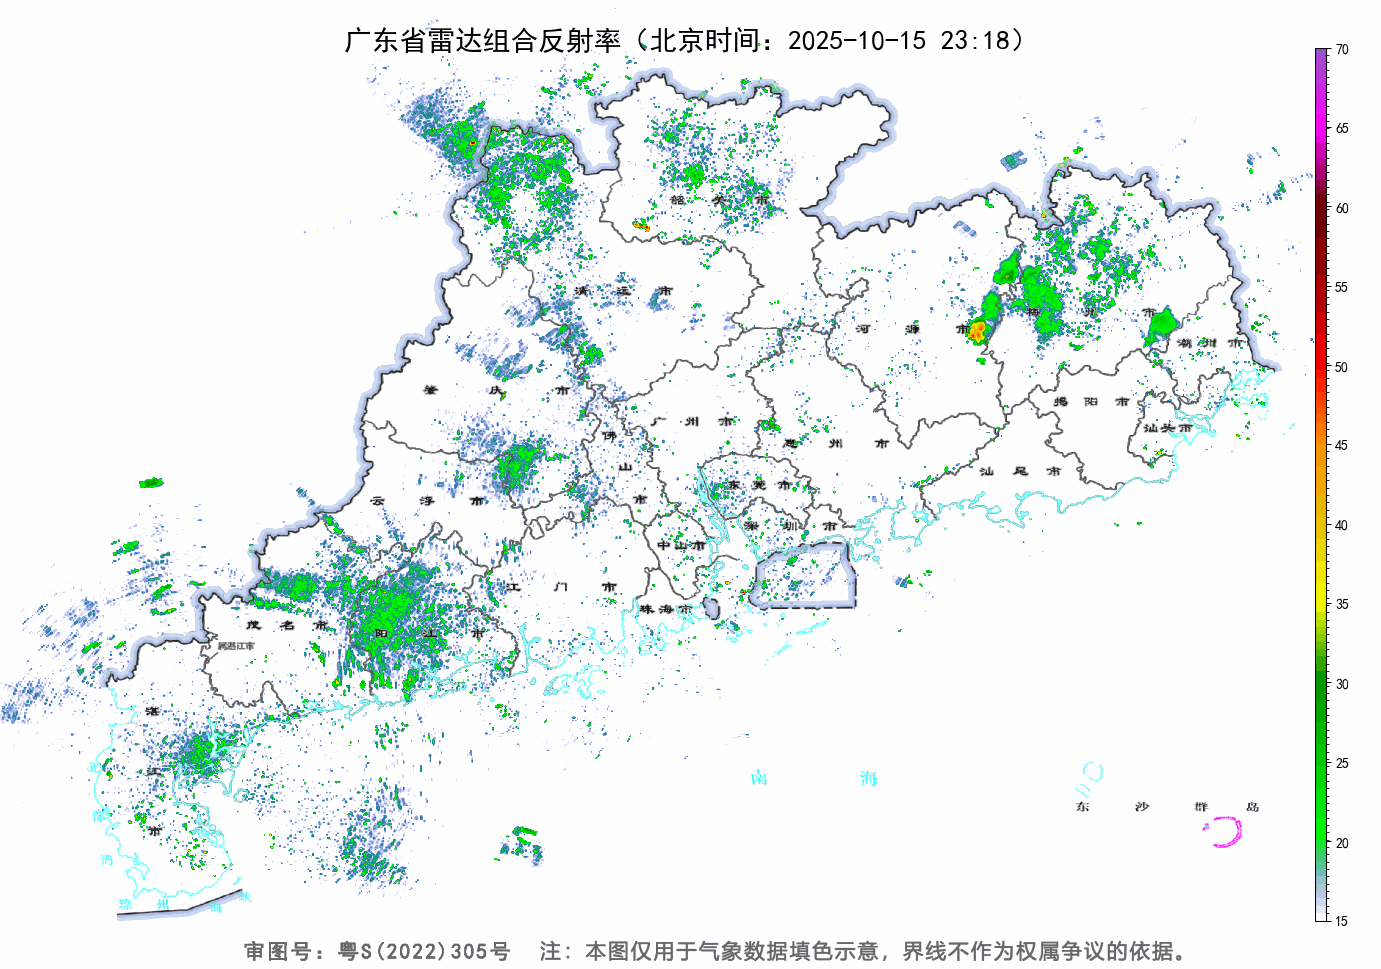 广东省雷达组合反射率（北京时间：2025-10-15 23:18）
70
65
60
55
50
45
40
35
30
25
20
15
韶关市
清远市
河源市
梅州市
潮州市
肇庆市
广州市
佛山市
惠州市
揭阳市
汕头市
汕尾市
云浮市
东莞市
深圳市
中山市
江门市
珠海市
茂名市
阳江市
属湛江市
湛江市
北部湾
琼州海峡
南海
东沙群岛
审图号：粤S(2022)305号 注：本图仅用于气象数据填色示意，界线不作为权属争议的依据。